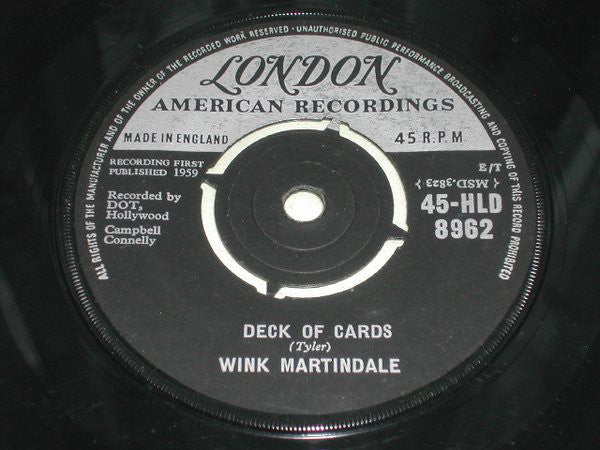 ALL RIGHTS OF THE MANUFACTURER AND OF THE OWNER OF THE RECORDED WORK RESERVED · UNAUTHORISED PUBLIC PERFORMANCE BROADCASTING AND COPYING OF THIS RECORD PROHIBITED
LONDON
AMERICAN RECORDINGS
MADE IN ENGLAND
45 R.P.M
RECORDING FIRST
PUBLISHED 1959
Recorded by
DOT,
Hollywood
Campbell
Connelly
E/T
( MSD.3823 )
45-HLD
8962
DECK OF CARDS
(Tyler)
WINK MARTINDALE